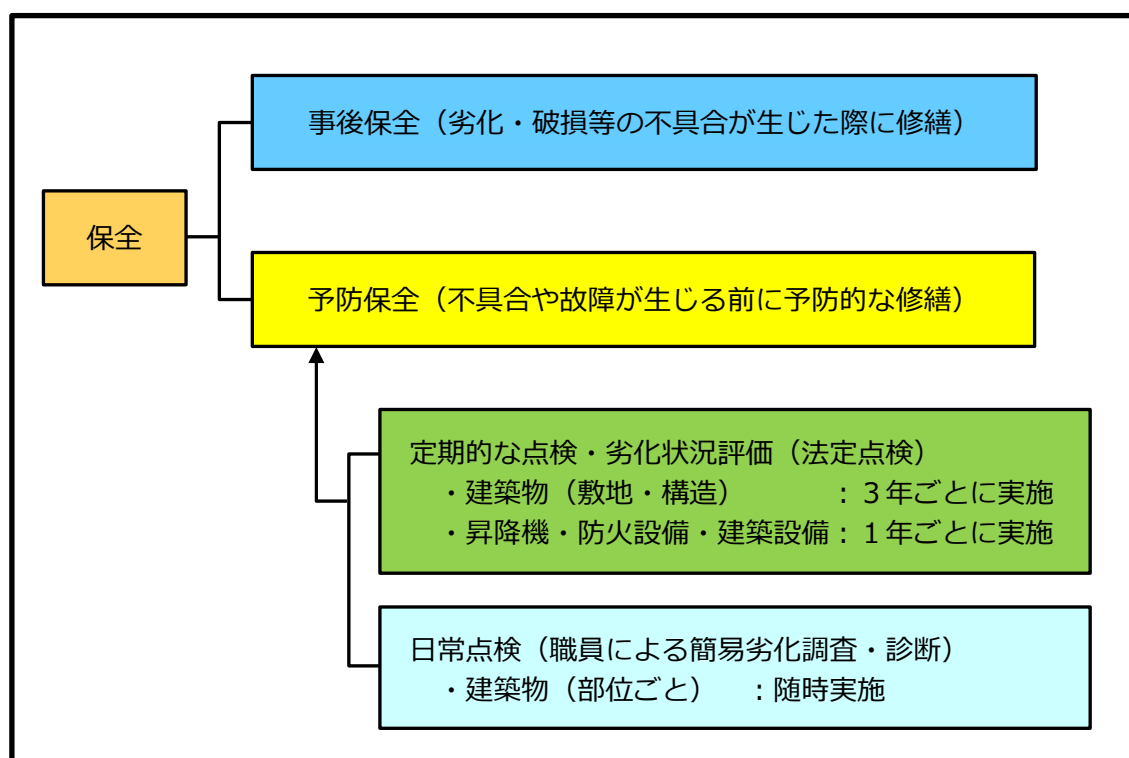 事後保全（劣化・破損等の不具合が生じた際に修繕）
保全
予防保全（不具合や故障が生じる前に予防的な修繕）
定期的な点検・劣化状況評価（法定点検）
・建築物（敷地・構造）　　　：３年ごとに実施
・昇降機・防火設備・建築設備：１年ごとに実施
日常点検（職員による簡易劣化調査・診断）
・建築物（部位ごと）　：随時実施